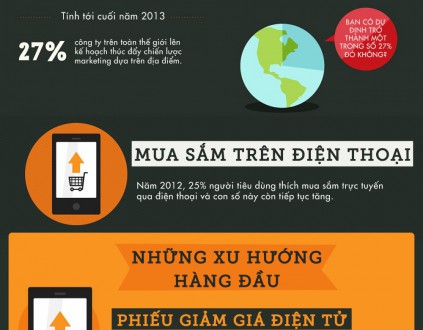 Tính tới cuối năm 2013
27%
công ty trên toàn thế giới lên
kế hoạch thúc đẩy chiến lược
marketing dựa trên địa điểm.
BẠN CÓ DỰ
ĐỊNH TRỞ
THÀNH MỘT
TRONG SỐ 27%
ĐÓ KHÔNG?
MUA SẮM TRÊN ĐIỆN THOẠI
Năm 2012, 25% người tiêu dùng thích mua sắm trực tuyến
qua điện thoại và con số này còn tiếp tục tăng.
NHỮNG XU HƯỚNG
HÀNG ĐẦU
PHIẾU GIẢM GIÁ ĐIỆN TỬ